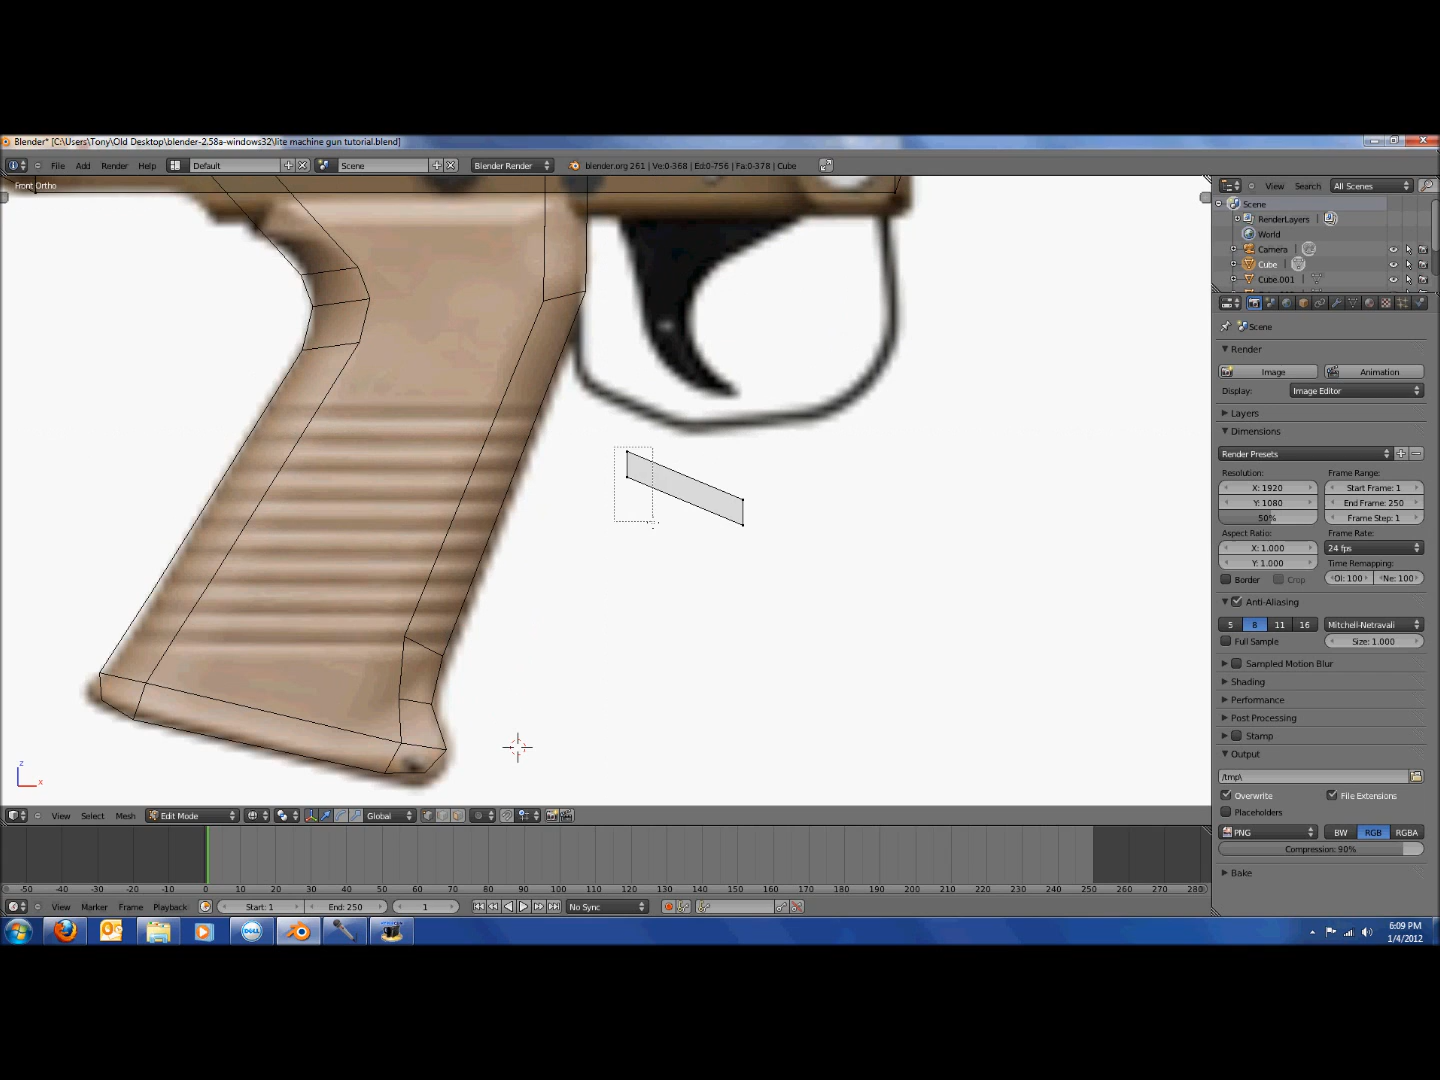 Blender* [C:\Users\Tony\Old Desktop\blender-2.58a-windows32\lite machine gun tutorial.blend]
File Add Render Help Default Scene Blender Render blender.org 261 | Ve:0-368 | Ed:0-756 | Fa:0-378 | Cube
Front Ortho
View Search All Scenes
Scene
RenderLayers
World
Camera
Cube
Cube.001
Scene
Render
Image Animation
Display: Image Editor
Layers
Dimensions
Render Presets
Resolution: Frame Range:
X: 1920 Start Frame: 1
Y: 1080 End Frame: 250
50% Frame Step: 1
Aspect Ratio: Frame Rate:
X: 1.000 24 fps
Y: 1.000 Time Remapping:
Border Crop Ol: 100 Ne: 100
Anti-Aliasing
5 8 11 16 Mitchell-Netravali
Full Sample Size: 1.000
Sampled Motion Blur
Shading
Performance
Post Processing
Stamp
Output
/tmp\
Overwrite File Extensions
Placeholders
PNG BW RGB RGBA
Compression: 90%
Bake
z
x
View Select Mesh Edit Mode Global
-50 -40 -30 -20 -10 0 10 20 30 40 50 60 70 80 90 100 110 120 130 140 150 160 170 180 190 200 210 220 230 240 250 260 270 280
View Marker Frame Playback Start: 1 End: 250 1 No Sync
DELL
6:09 PM
1/4/2012